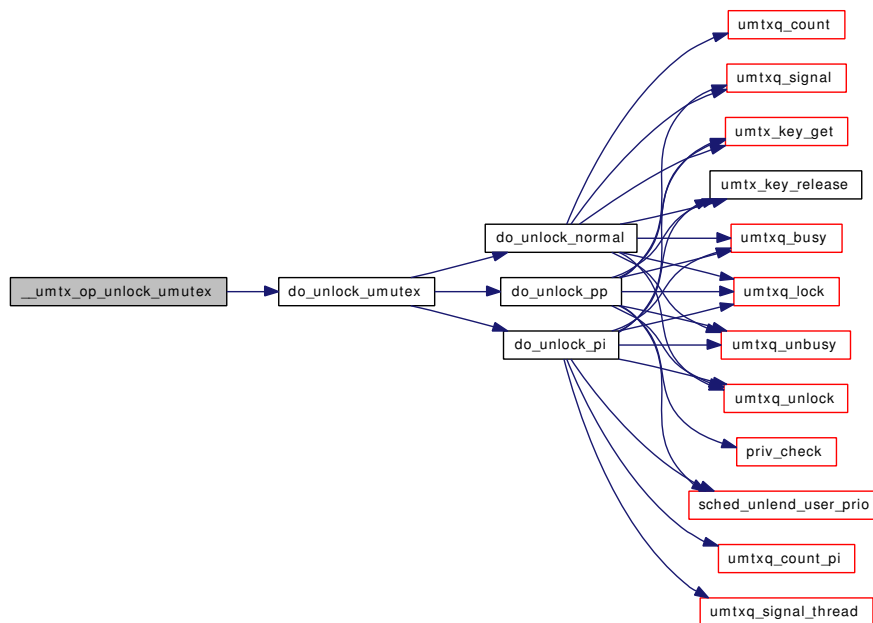 __umtx_op_unlock_umutex
do_unlock_umutex
do_unlock_normal
do_unlock_pp
do_unlock_pi
umtxq_count
umtxq_signal
umtx_key_get
umtx_key_release
umtxq_busy
umtxq_lock
umtxq_unbusy
umtxq_unlock
priv_check
sched_unlend_user_prio
umtxq_count_pi
umtxq_signal_thread